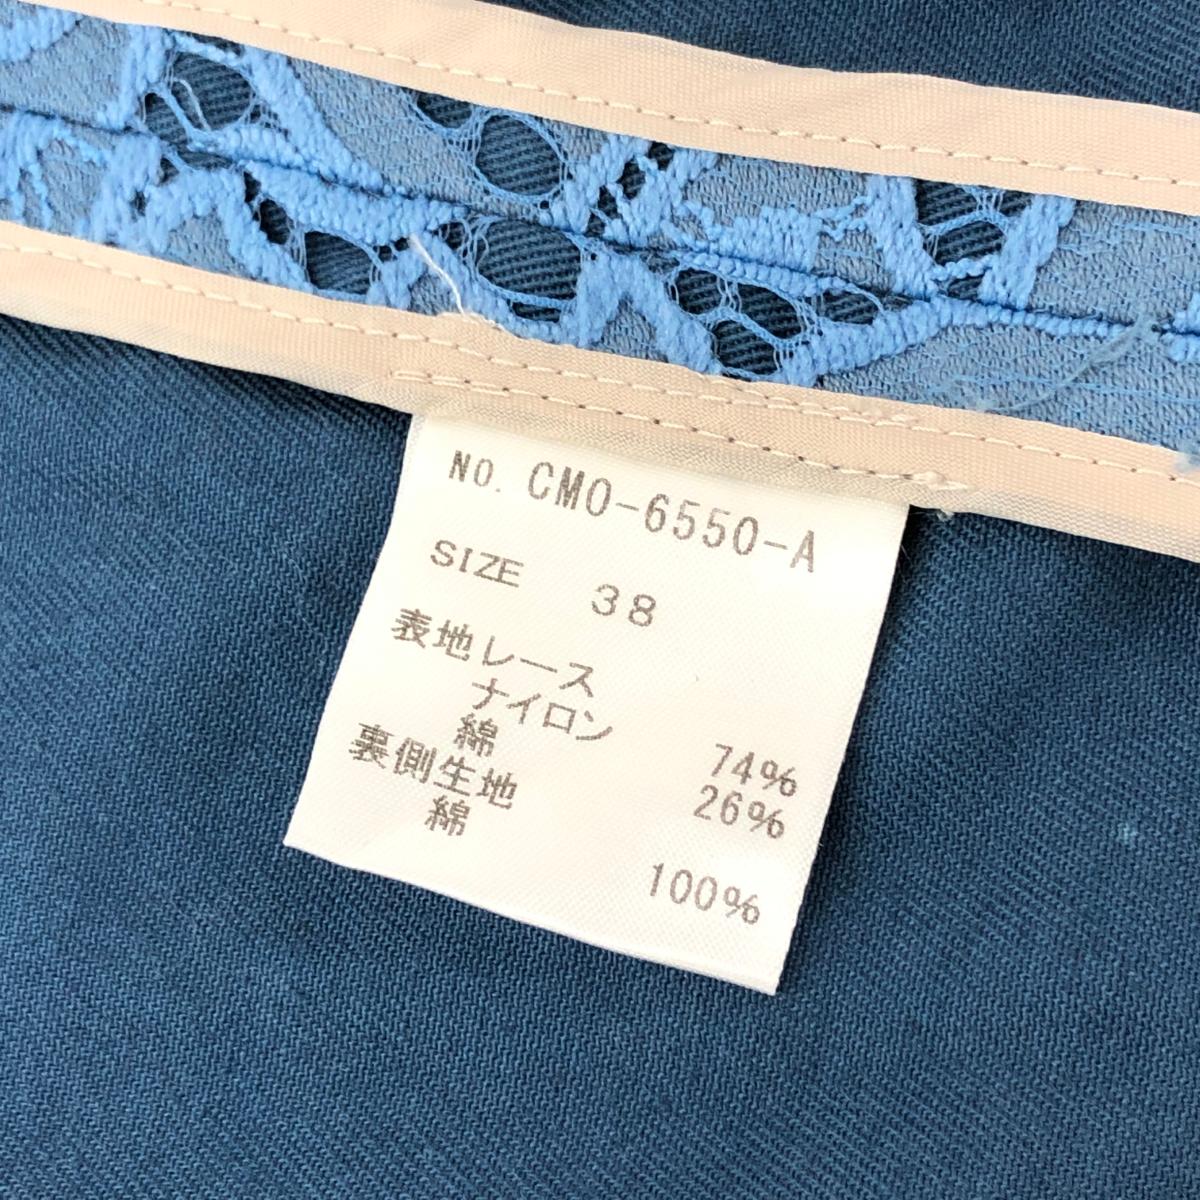 NO. CMO-6550-A
SIZE 38
表地レース
ナイロン 74%
綿 26%
裏側生地
綿 100%